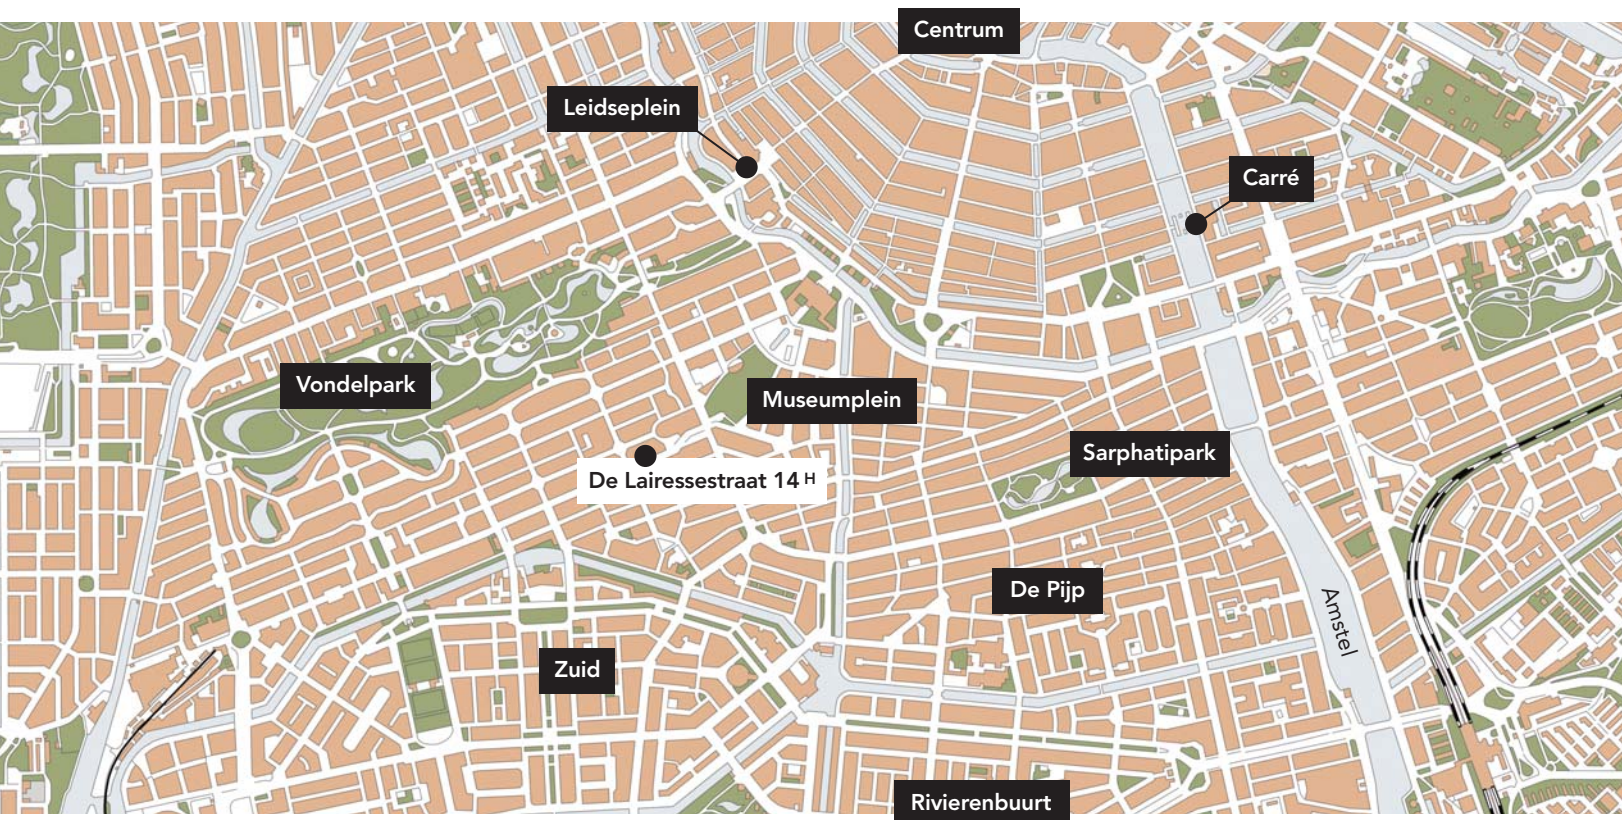 Centrum
Leidseplein
Carré
Vondelpark
Museumplein
Sarphatipark
De Lairessestraat 14 H
De Pijp
Amstel
Zuid
Rivierenbuurt